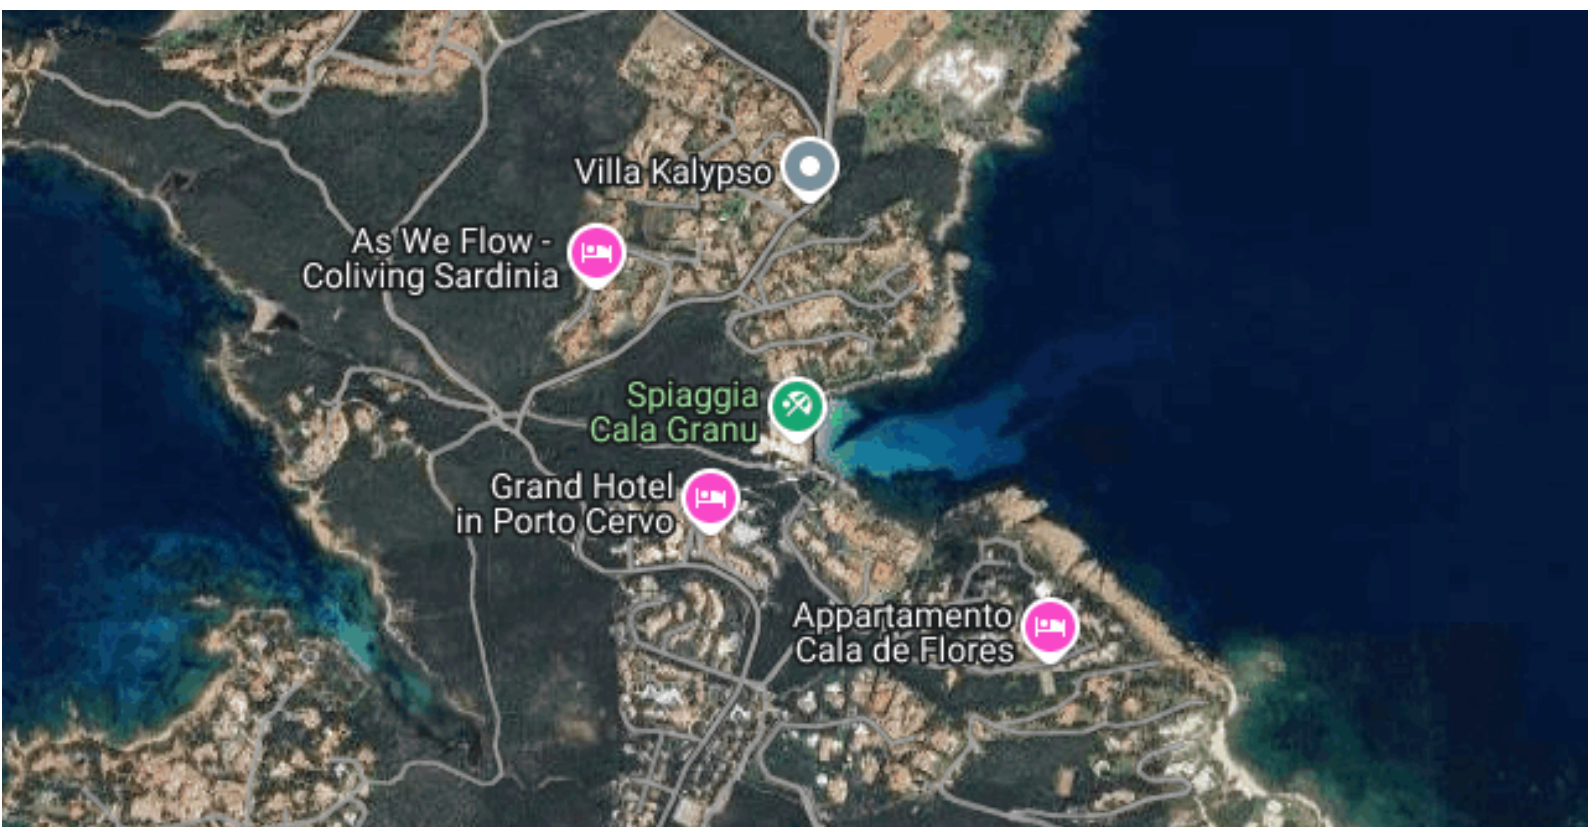 Villa Kalypso
As We Flow -
Coliving Sardinia
Spiaggia
Cala Granu
Grand Hotel
in Porto Cervo
Appartamento
Cala de Flores